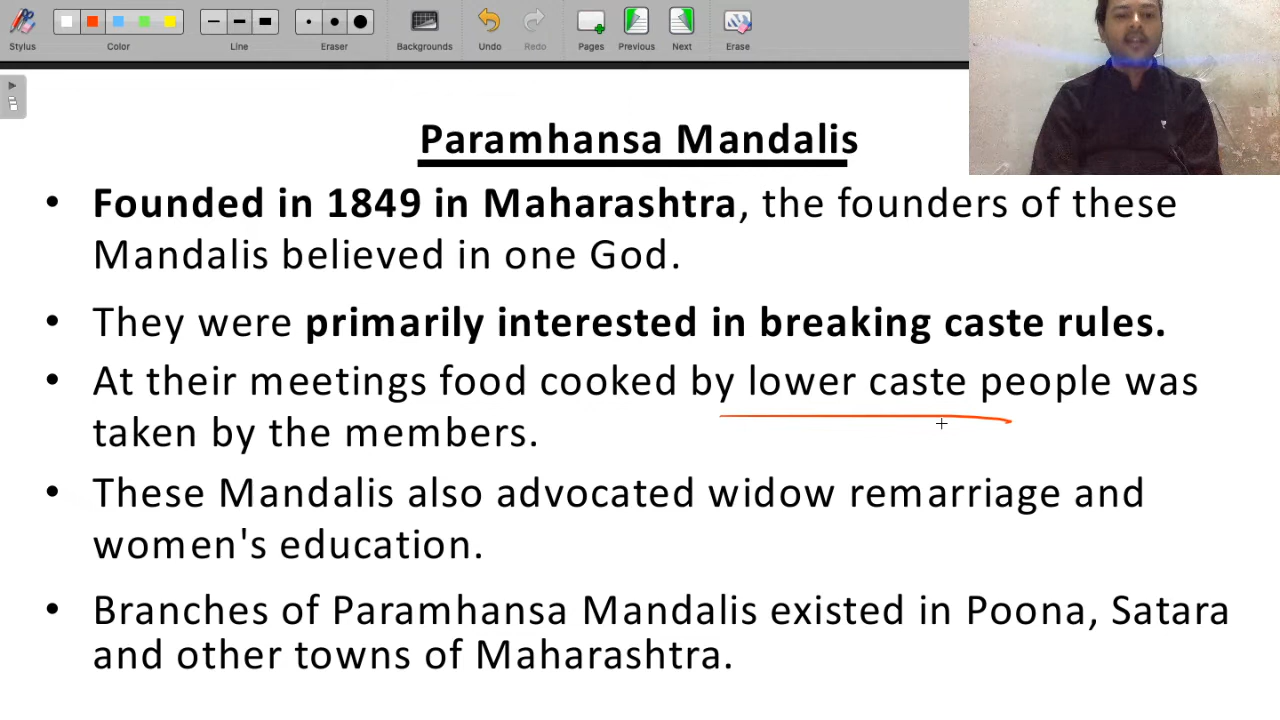 Stylus
Color
Line
Eraser
Backgrounds
Undo
Redo
Pages
Previous
Next
Erase
Paramhansa Mandalis
• Founded in 1849 in Maharashtra, the founders of these
Mandalis believed in one God.
• They were primarily interested in breaking caste rules.
• At their meetings food cooked by lower caste people was
taken by the members.
• These Mandalis also advocated widow remarriage and
women's education.
• Branches of Paramhansa Mandalis existed in Poona, Satara
and other towns of Maharashtra.